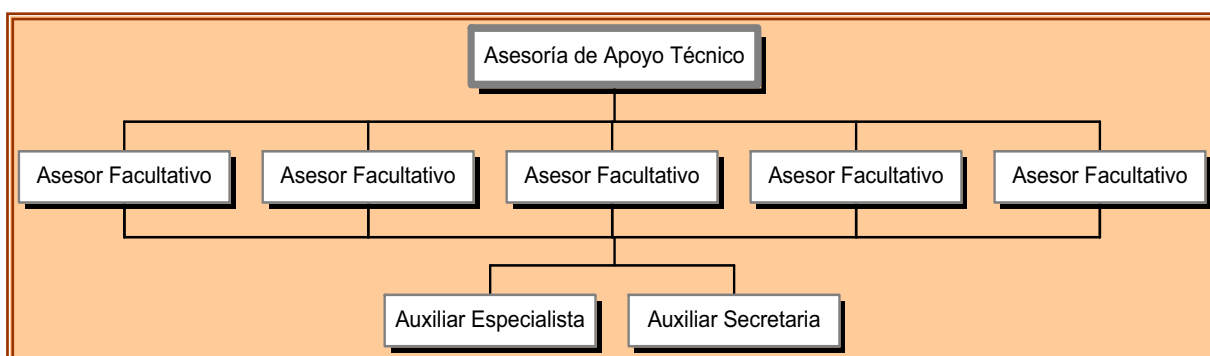 Asesoría de Apoyo Técnico
Asesor Facultativo
Asesor Facultativo
Asesor Facultativo
Asesor Facultativo
Asesor Facultativo
Auxiliar Especialista
Auxiliar Secretaria